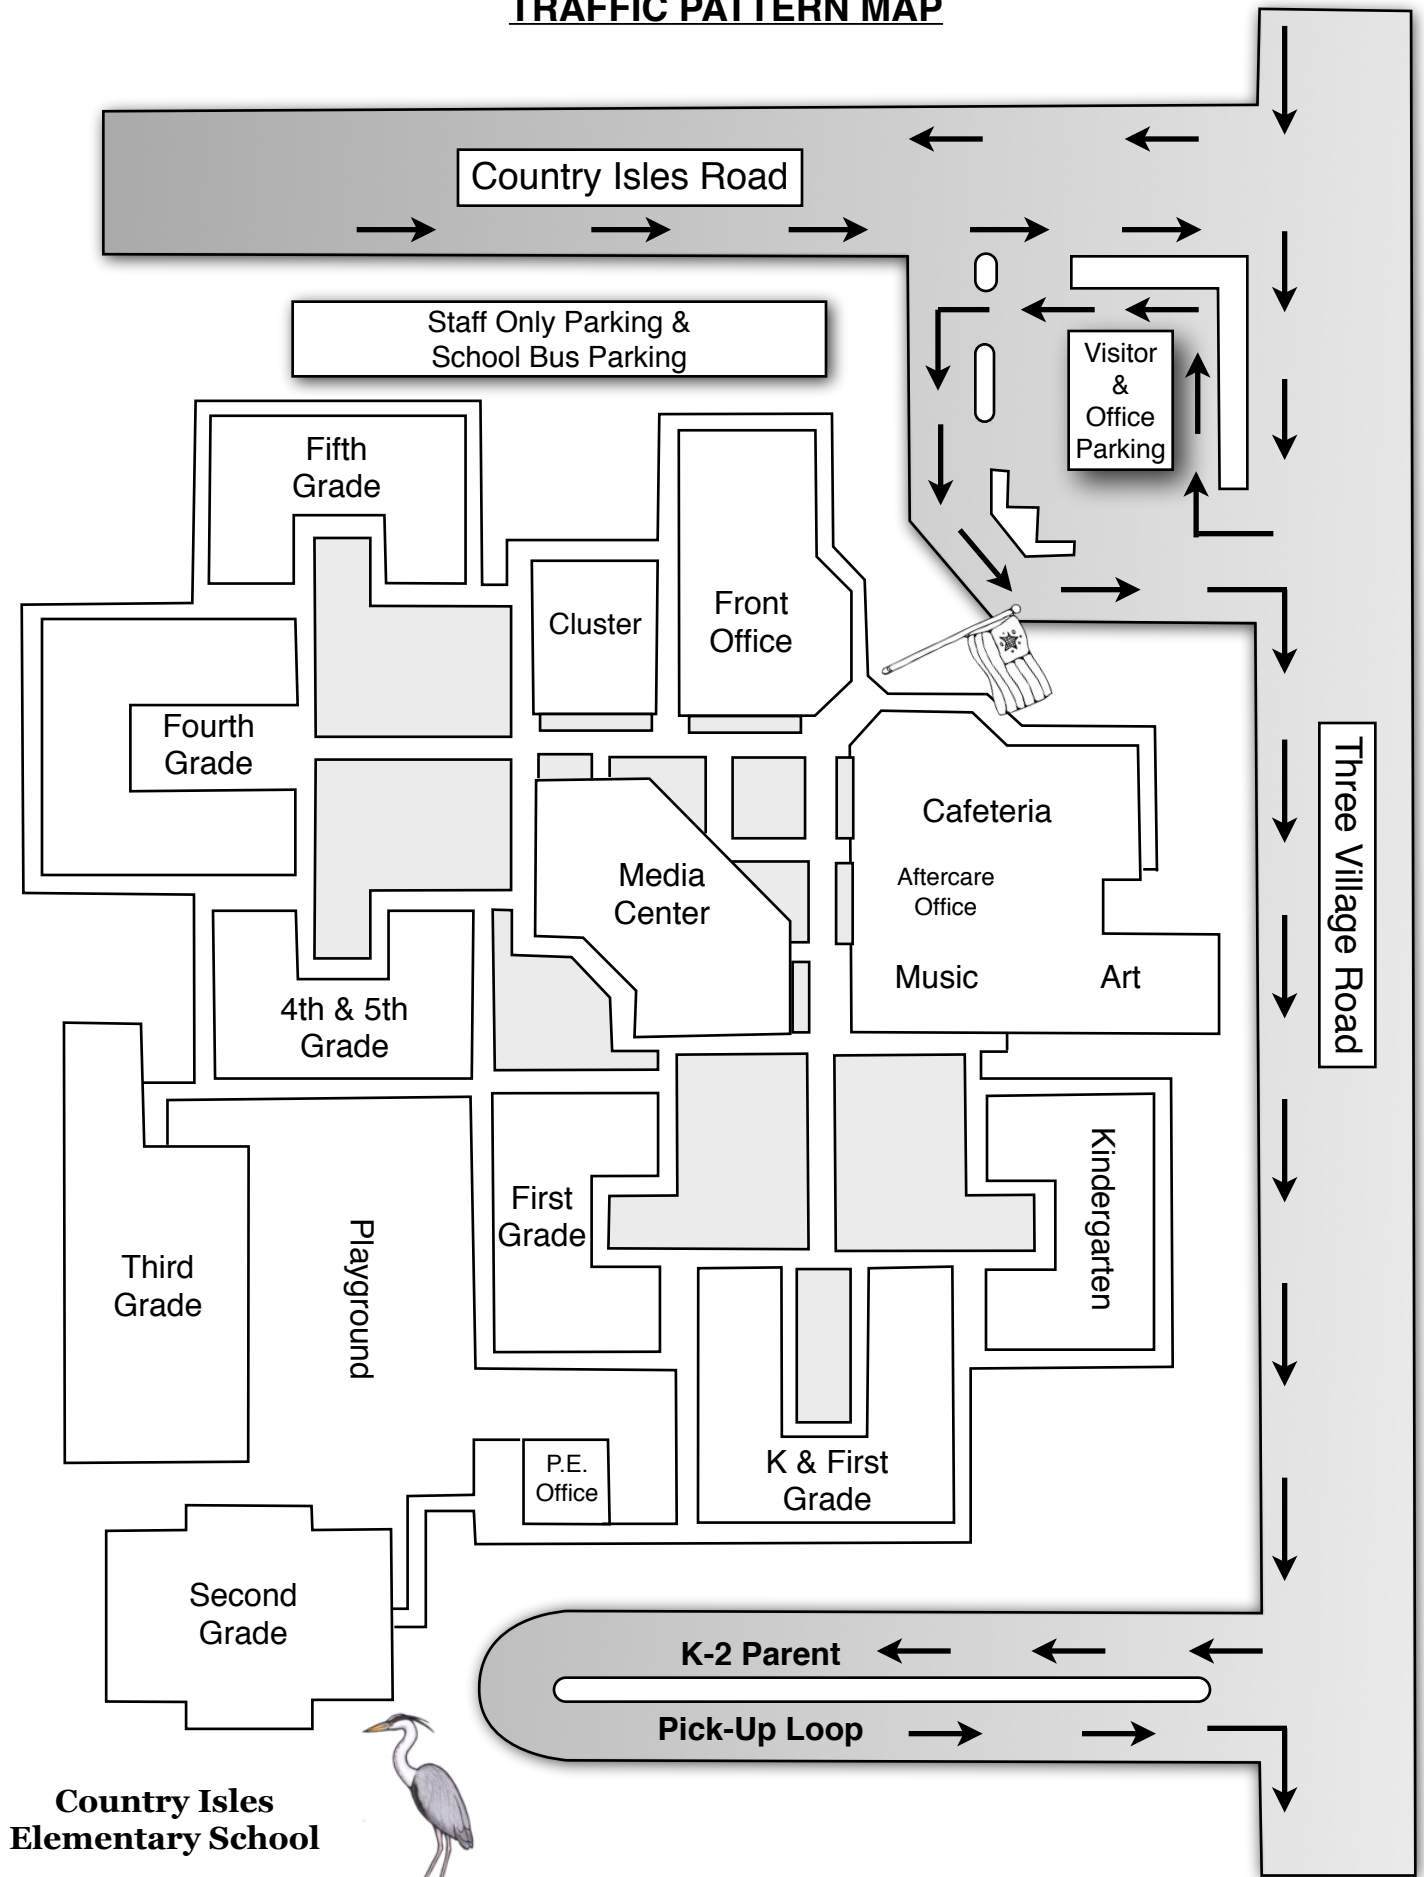 TRAFFIC PATTERN MAP
Country Isles Road
Staff Only Parking &
School Bus Parking
Visitor
&
Office
Parking
Fifth
Grade
Cluster
Front
Office
Fourth
Grade
Three Village Road
Cafeteria
Aftercare
Office
Music
Art
Media
Center
4th & 5th
Grade
Kindergarten
First
Grade
Playground
Third
Grade
K & First
Grade
P.E.
Office
Second
Grade
K-2 Parent
Pick-Up Loop
Country Isles
Elementary School